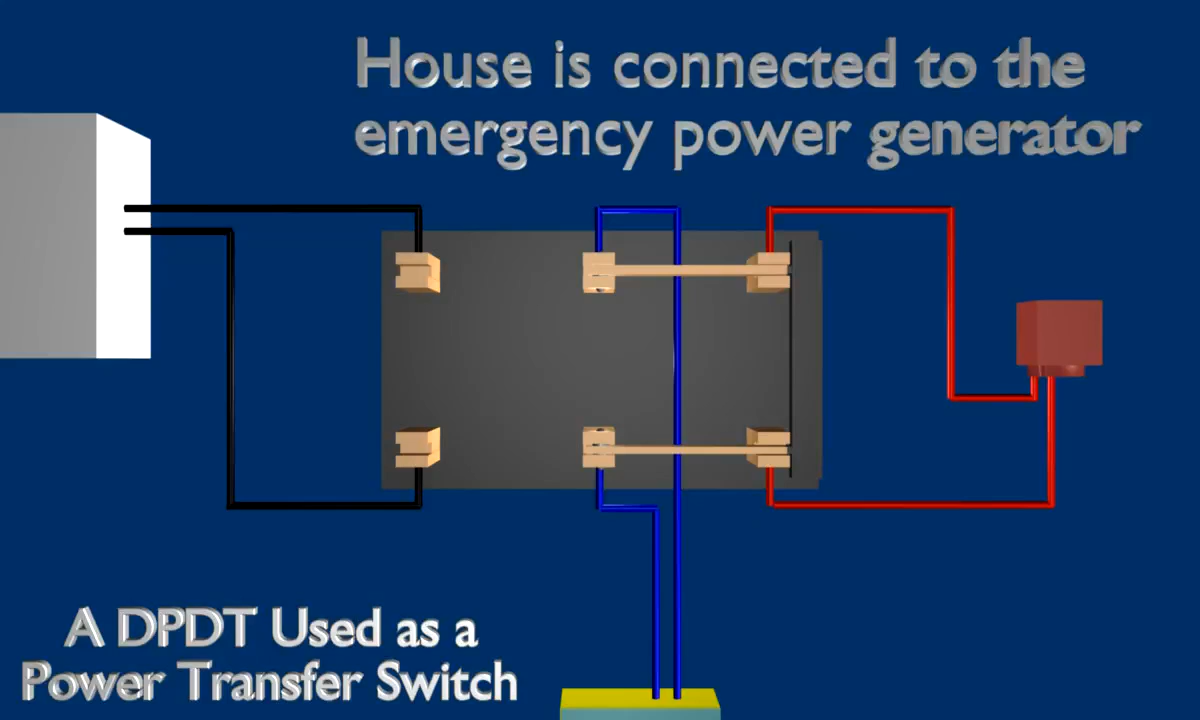 House is connected to the
emergency power generator
A DPDT Used as a
Power Transfer Switch